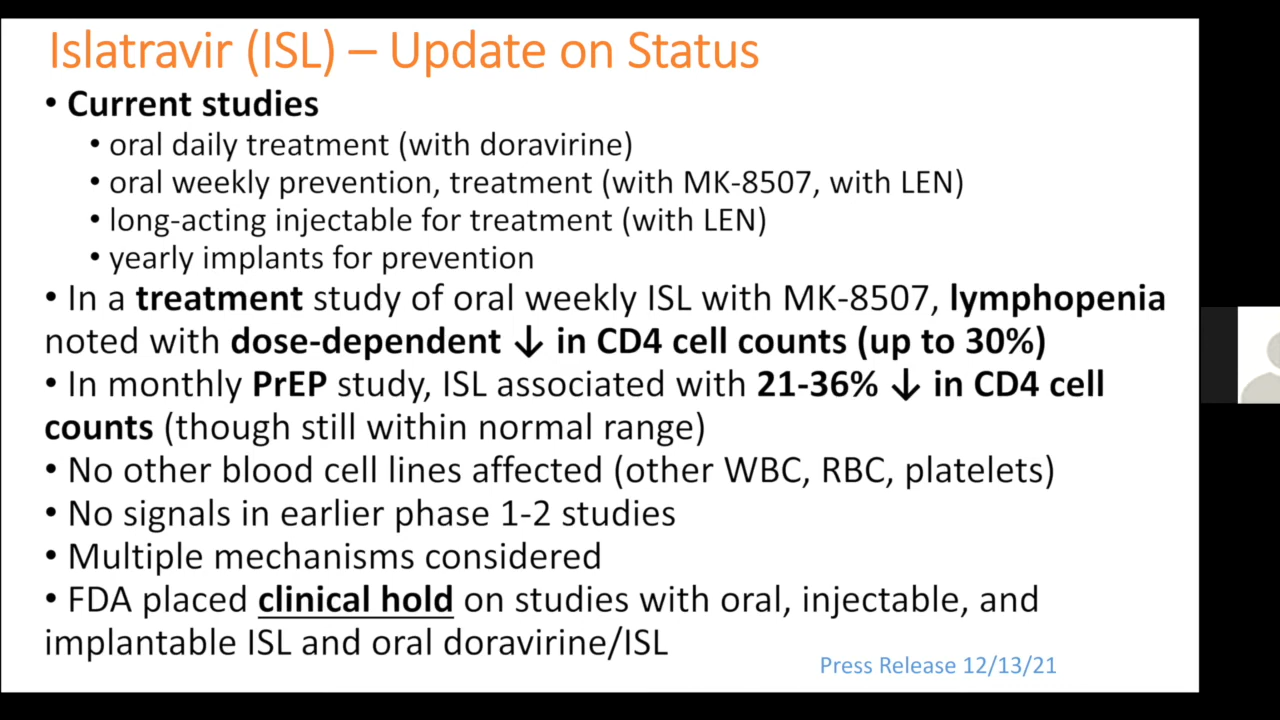 Islatravir (ISL) – Update on Status
• Current studies
• oral daily treatment (with doravirine)
• oral weekly prevention, treatment (with MK-8507, with LEN)
• long-acting injectable for treatment (with LEN)
• yearly implants for prevention
• In a treatment study of oral weekly ISL with MK-8507, lymphopenia
noted with dose-dependent ↓ in CD4 cell counts (up to 30%)
• In monthly PrEP study, ISL associated with 21-36% ↓ in CD4 cell
counts (though still within normal range)
• No other blood cell lines affected (other WBC, RBC, platelets)
• No signals in earlier phase 1-2 studies
• Multiple mechanisms considered
• FDA placed clinical hold on studies with oral, injectable, and
implantable ISL and oral doravirine/ISL
Press Release 12/13/21